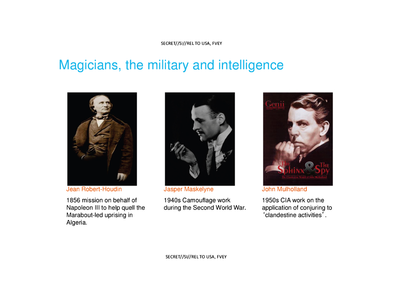 SECRET//SI//REL TO USA, FVEY
Magicians, the military and intelligence
Genii
The
Sphinx & The
Spy
Jean Robert-Houdin
Jasper Maskelyne
John Mulholland
1856 mission on behalf of
Napoleon III to help quell the
Marabout-led uprising in
Algeria.
1940s Camouflage work
during the Second World War.
1950s CIA work on the
application of conjuring to
“clandestine activities”.
SECRET//SI//REL TO USA, FVEY